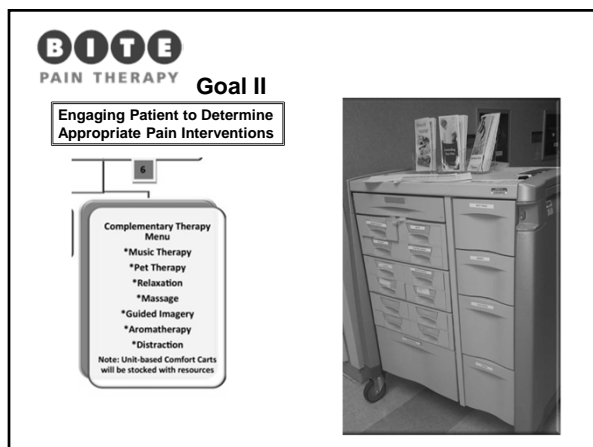 BITE
PAIN THERAPY
Goal II
Engaging Patient to Determine
Appropriate Pain Interventions
6
Complementary Therapy
Menu
*Music Therapy
*Pet Therapy
*Relaxation
*Massage
*Guided Imagery
*Aromatherapy
*Distraction
Note: Unit-based Comfort Carts
will be stocked with resources